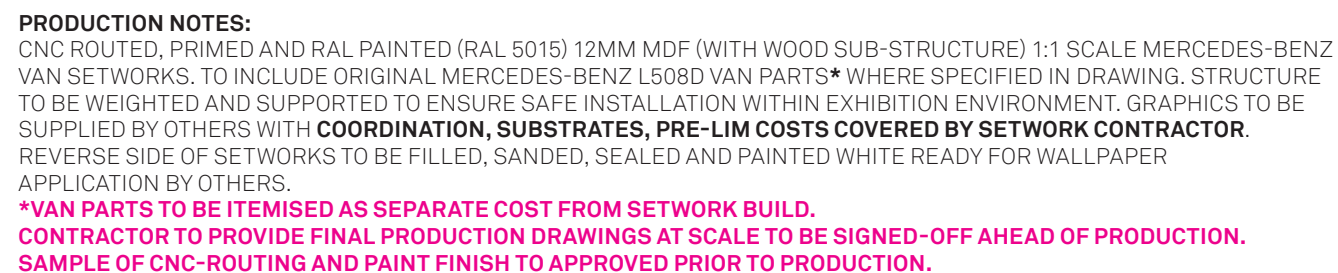 PRODUCTION NOTES:
CNC ROUTED, PRIMED AND RAL PAINTED (RAL 5015) 12MM MDF (WITH WOOD SUB-STRUCTURE) 1:1 SCALE MERCEDES-BENZ
VAN SETWORKS. TO INCLUDE ORIGINAL MERCEDES-BENZ L508D VAN PARTS* WHERE SPECIFIED IN DRAWING. STRUCTURE
TO BE WEIGHTED AND SUPPORTED TO ENSURE SAFE INSTALLATION WITHIN EXHIBITION ENVIRONMENT. GRAPHICS TO BE
SUPPLIED BY OTHERS WITH COORDINATION, SUBSTRATES, PRE-LIM COSTS COVERED BY SETWORK CONTRACTOR.
REVERSE SIDE OF SETWORKS TO BE FILLED, SANDED, SEALED AND PAINTED WHITE READY FOR WALLPAPER
APPLICATION BY OTHERS.
*VAN PARTS TO BE ITEMISED AS SEPARATE COST FROM SETWORK BUILD.
CONTRACTOR TO PROVIDE FINAL PRODUCTION DRAWINGS AT SCALE TO BE SIGNED-OFF AHEAD OF PRODUCTION.
SAMPLE OF CNC-ROUTING AND PAINT FINISH TO APPROVED PRIOR TO PRODUCTION.